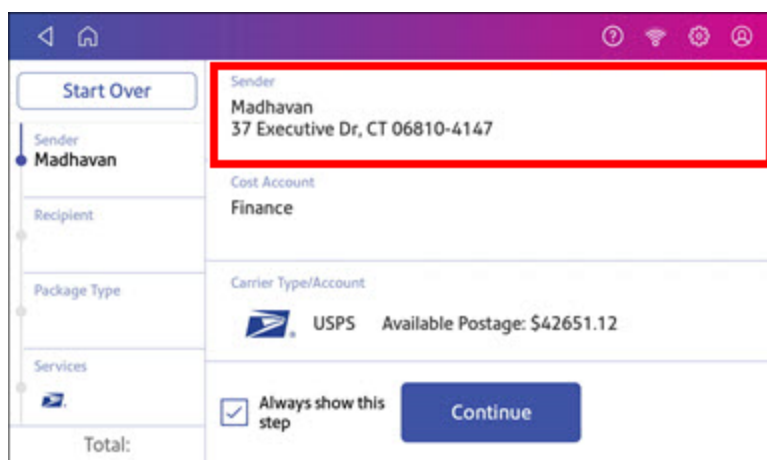 Start Over
Sender
Madhavan
Recipient
Package Type
Services
Total:
Sender
Madhavan
37 Executive Dr, CT 06810-4147
Cost Account
Finance
Carrier Type/Account
USPS Available Postage: $42651.12
Always show this
step
Continue